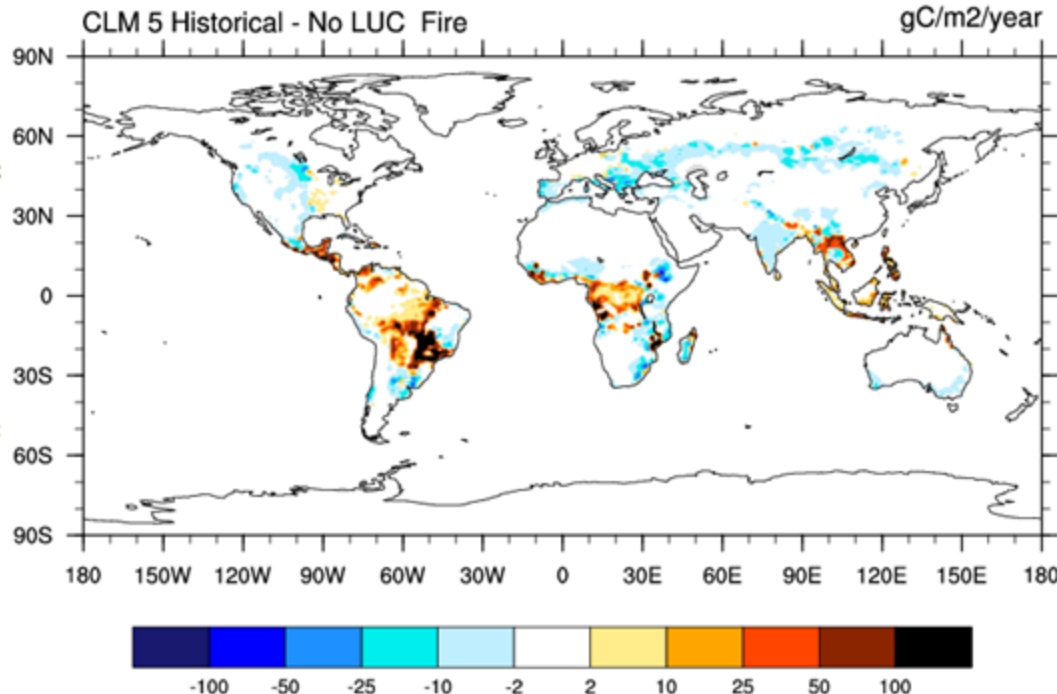 CLM 5 Historical - No LUC Fire
gC/m2/year
90N
60N
30N
0
30S
60S
90S
180 150W 120W 90W 60W 30W 0 30E 60E 90E 120E 150E 180
-100 -50 -25 -10 -2 2 10 25 50 100